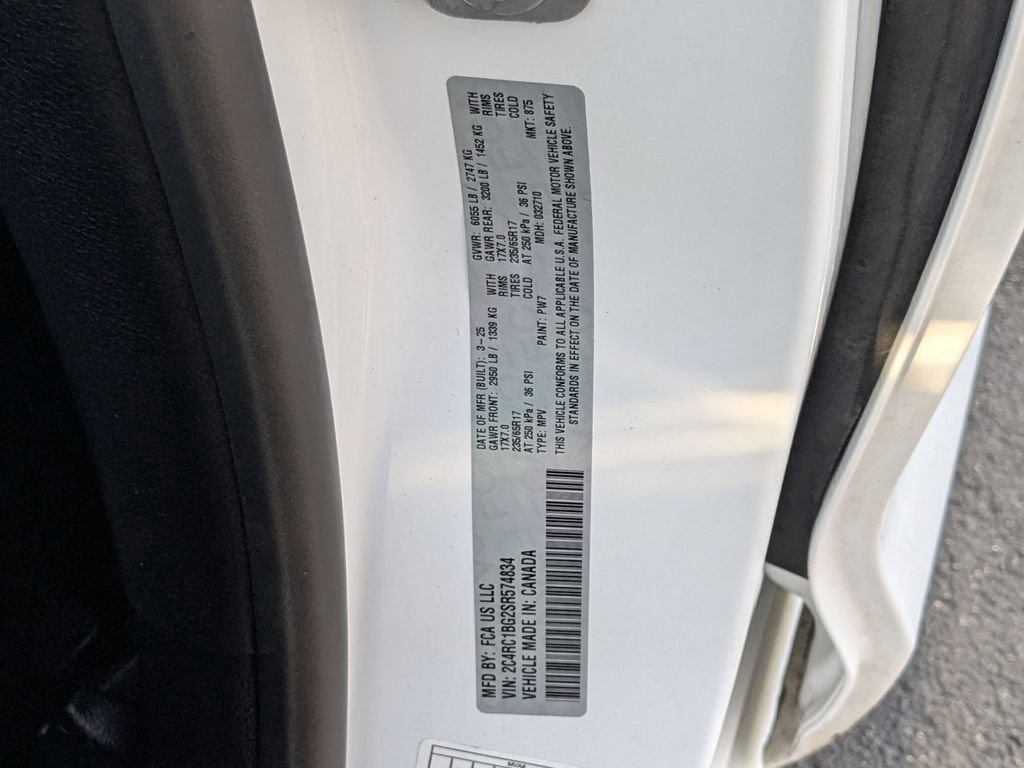 MFD BY: FCA US LLC
VIN: 2C4RC1BG2SR574834
VEHICLE MADE IN: CANADA
DATE OF MFR (BUILT): 3-25
GVWR: 6055 LB / 2747 KG
GAWR FRONT: 2950 LB / 1339 KG WITH
GAWR REAR: 3200 LB / 1452 KG WITH
17X7.0 RIMS
17X7.0 RIMS
235/65R17 TIRES
235/65R17 TIRES
AT 250 kPa / 36 PSI COLD
AT 250 kPa / 36 PSI COLD
TYPE: MPV PAINT: PW7 MDH: 032710 MKT: 875
THIS VEHICLE CONFORMS TO ALL APPLICABLE U.S.A. FEDERAL MOTOR VEHICLE SAFETY
STANDARDS IN EFFECT ON THE DATE OF MANUFACTURE SHOWN ABOVE.